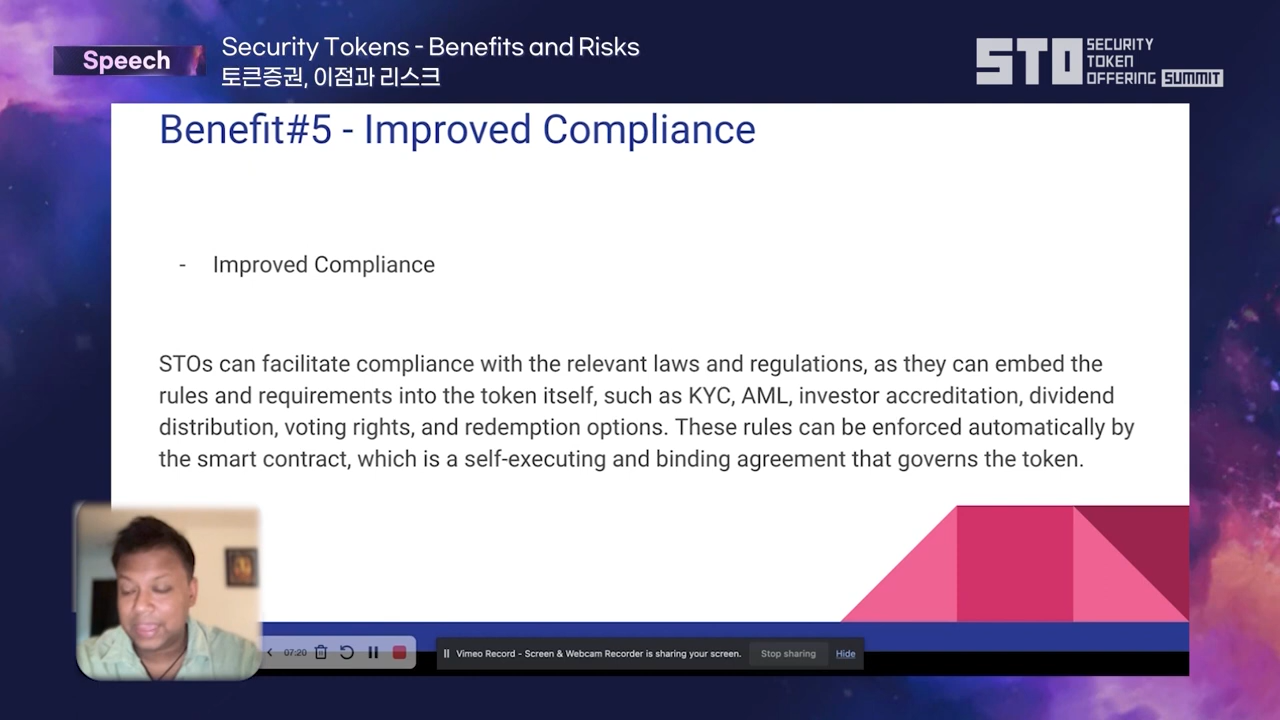 Speech
Security Tokens - Benefits and Risks
토큰증권, 이점과 리스크
STO SECURITY
TOKEN
OFFERING SUMMIT
Benefit#5 - Improved Compliance
- Improved Compliance
STOs can facilitate compliance with the relevant laws and regulations, as they can embed the
rules and requirements into the token itself, such as KYC, AML, investor accreditation, dividend
distribution, voting rights, and redemption options. These rules can be enforced automatically by
the smart contract, which is a self-executing and binding agreement that governs the token.
07:20
Vimeo Record - Screen & Webcam Recorder is sharing your screen. Stop sharing Hide